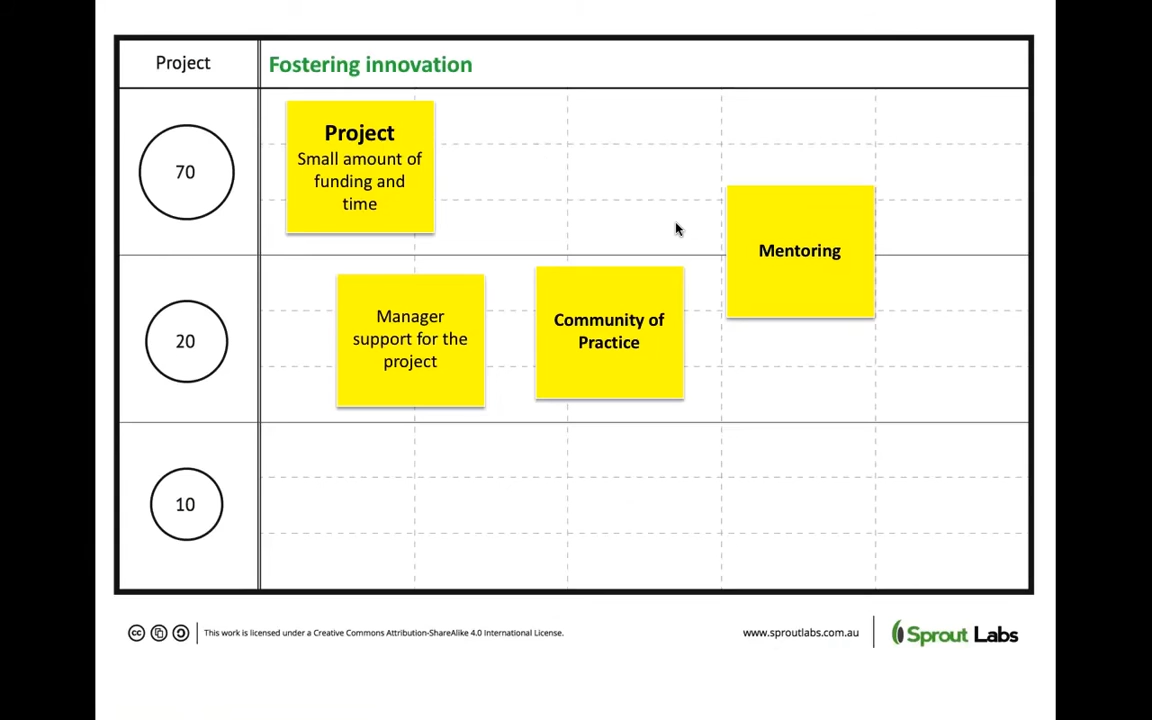 Project
Fostering innovation
70
Project
Small amount of
funding and
time
Mentoring
20
Manager
support for the
project
Community of
Practice
10
This work is licensed under a Creative Commons Attribution-ShareAlike 4.0 International License.
www.sproutlabs.com.au
Sprout Labs